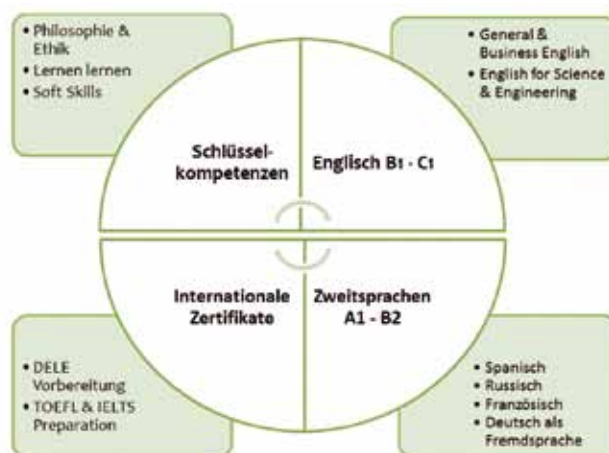 • Philosophie &
Ethik
• Lernen lernen
• Soft Skills
• General &
Business English
• English for Science
& Engineering
Schlüssel-
kompetenzen
Englisch B1 - C1
Internationale
Zertifikate
Zweitsprachen
A1 - B2
• DELE
Vorbereitung
• TOEFL & IELTS
Preparation
• Spanisch
• Russisch
• Französisch
• Deutsch als
Fremdsprache